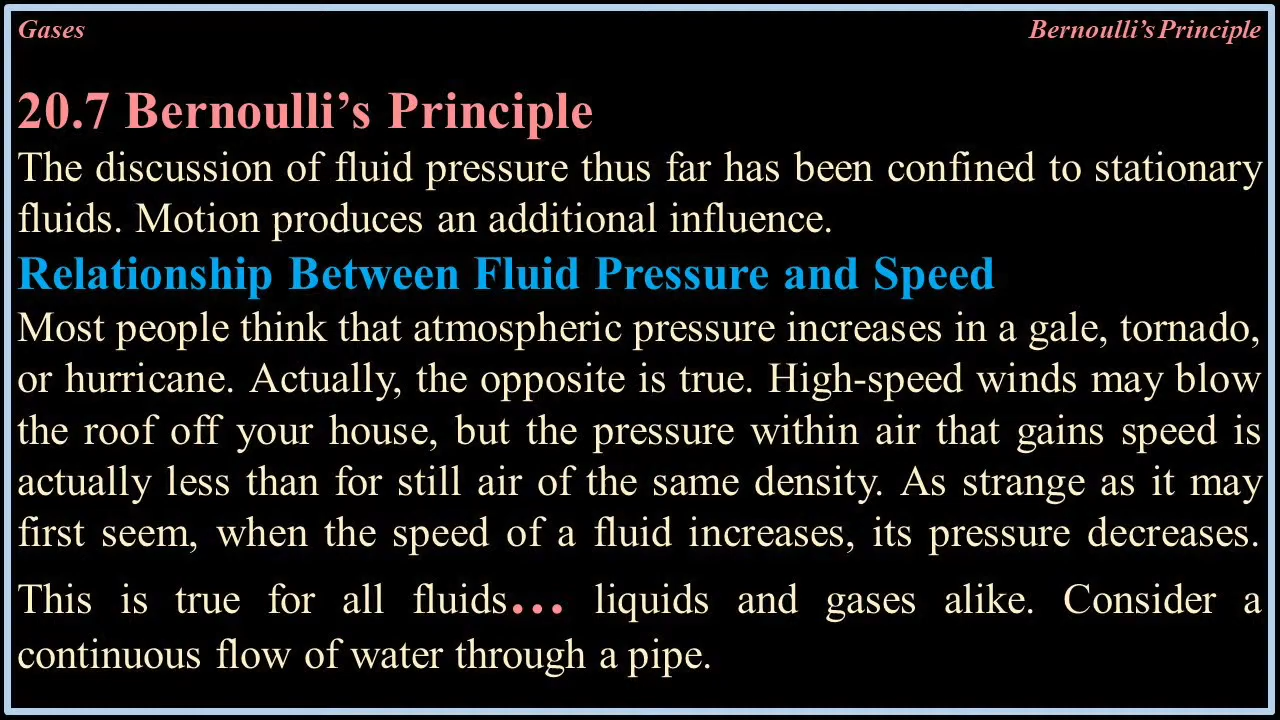 Gases
Bernoulli’s Principle
20.7 Bernoulli’s Principle
The discussion of fluid pressure thus far has been confined to stationary
fluids. Motion produces an additional influence.
Relationship Between Fluid Pressure and Speed
Most people think that atmospheric pressure increases in a gale, tornado,
or hurricane. Actually, the opposite is true. High-speed winds may blow
the roof off your house, but the pressure within air that gains speed is
actually less than for still air of the same density. As strange as it may
first seem, when the speed of a fluid increases, its pressure decreases.
This is true for all fluids… liquids and gases alike. Consider a
continuous flow of water through a pipe.